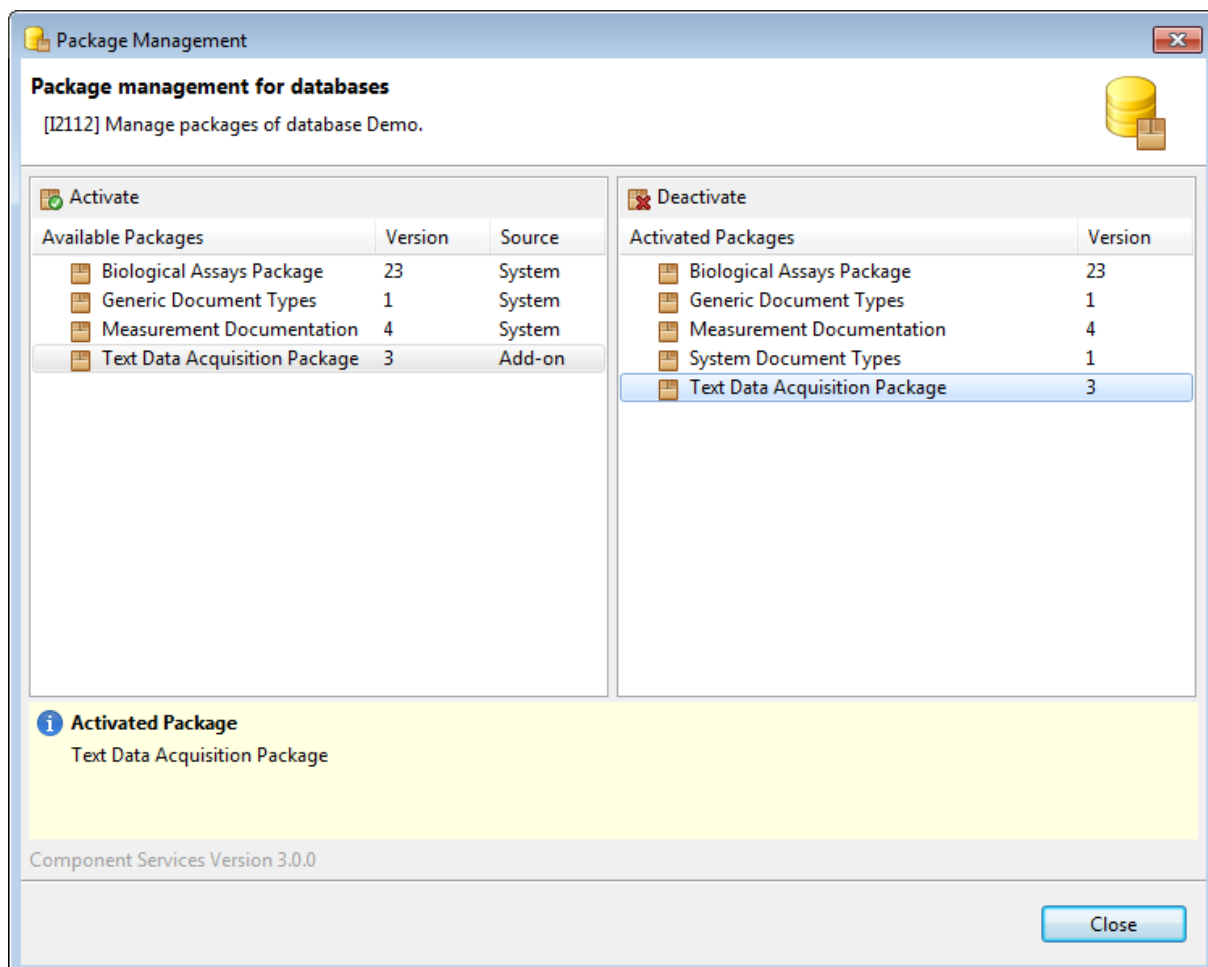 Package Management
Package management for databases
[I2112] Manage packages of database Demo.
Activate
Available Packages Version Source
Biological Assays Package 23 System
Generic Document Types 1 System
Measurement Documentation 4 System
Text Data Acquisition Package 3 Add-on
Deactivate
Activated Packages Version
Biological Assays Package 23
Generic Document Types 1
Measurement Documentation 4
System Document Types 1
Text Data Acquisition Package 3
Activated Package
Text Data Acquisition Package
Component Services Version 3.0.0
Close